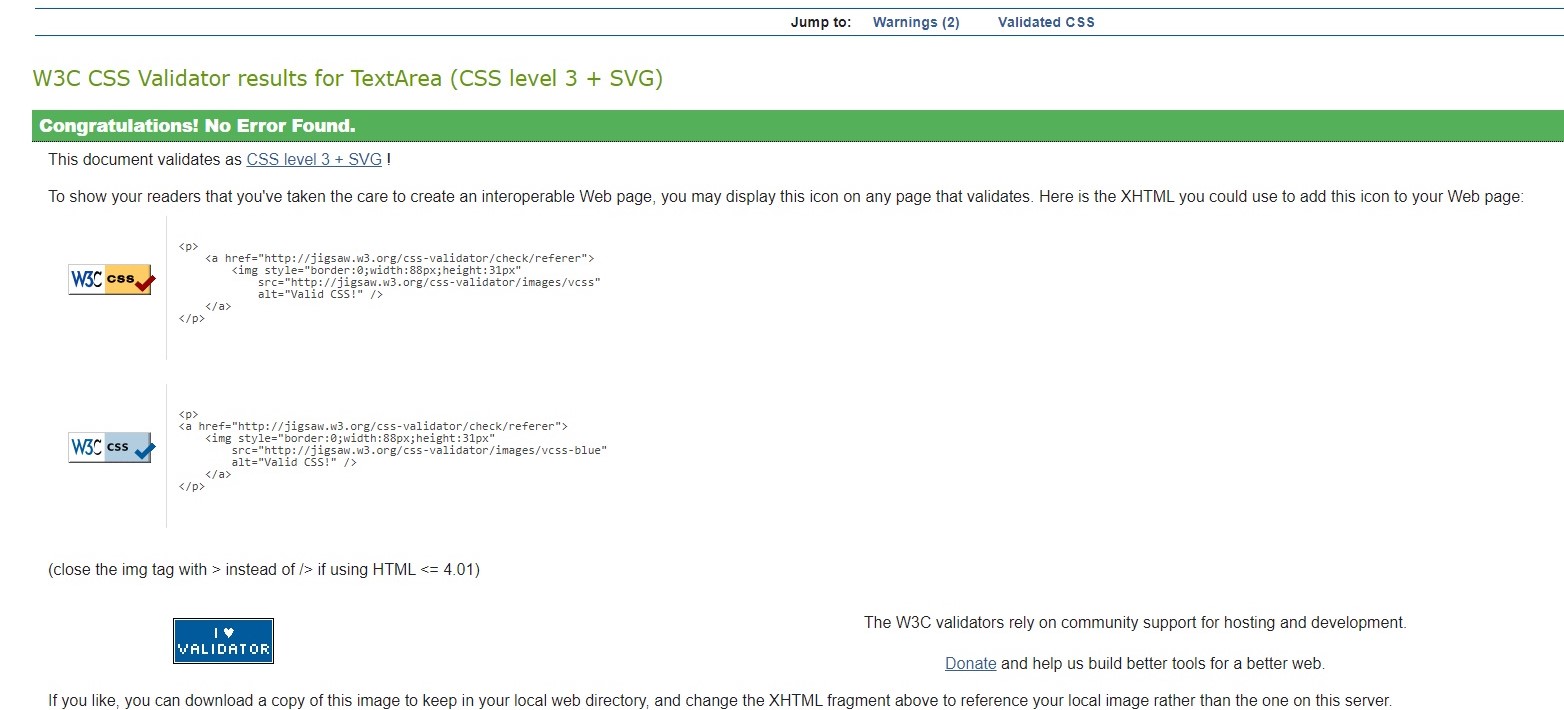 Jump to: Warnings (2) Validated CSS
W3C CSS Validator results for TextArea (CSS level 3 + SVG)
Congratulations! No Error Found.
This document validates as CSS level 3 + SVG !
To show your readers that you've taken the care to create an interoperable Web page, you may display this icon on any page that validates. Here is the XHTML you could use to add this icon to your Web page:
W3C css
<p>
<a href="http://jigsaw.w3.org/css-validator/check/referer">
<img style="border:0;width:88px;height:31px"
src="http://jigsaw.w3.org/css-validator/images/vcss"
alt="Valid CSS!" />
</a>
</p>
W3C css
<p>
<a href="http://jigsaw.w3.org/css-validator/check/referer">
<img style="border:0;width:88px;height:31px"
src="http://jigsaw.w3.org/css-validator/images/vcss-blue"
alt="Valid CSS!" />
</a>
</p>
(close the img tag with > instead of /> if using HTML <= 4.01)
I ♥
VALIDATOR
The W3C validators rely on community support for hosting and development.
Donate and help us build better tools for a better web.
If you like, you can download a copy of this image to keep in your local web directory, and change the XHTML fragment above to reference your local image rather than the one on this server.